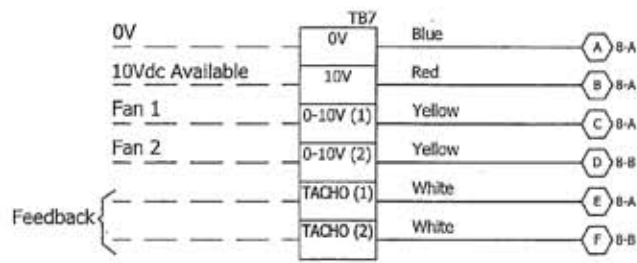 TB7
0V 0V Blue A 8-A
10Vdc Available 10V Red B 8-A
Fan 1 0-10V (1) Yellow C 8-A
Fan 2 0-10V (2) Yellow D 8-B
TACHO (1) White E 8-A
Feedback
TACHO (2) White F 8-B